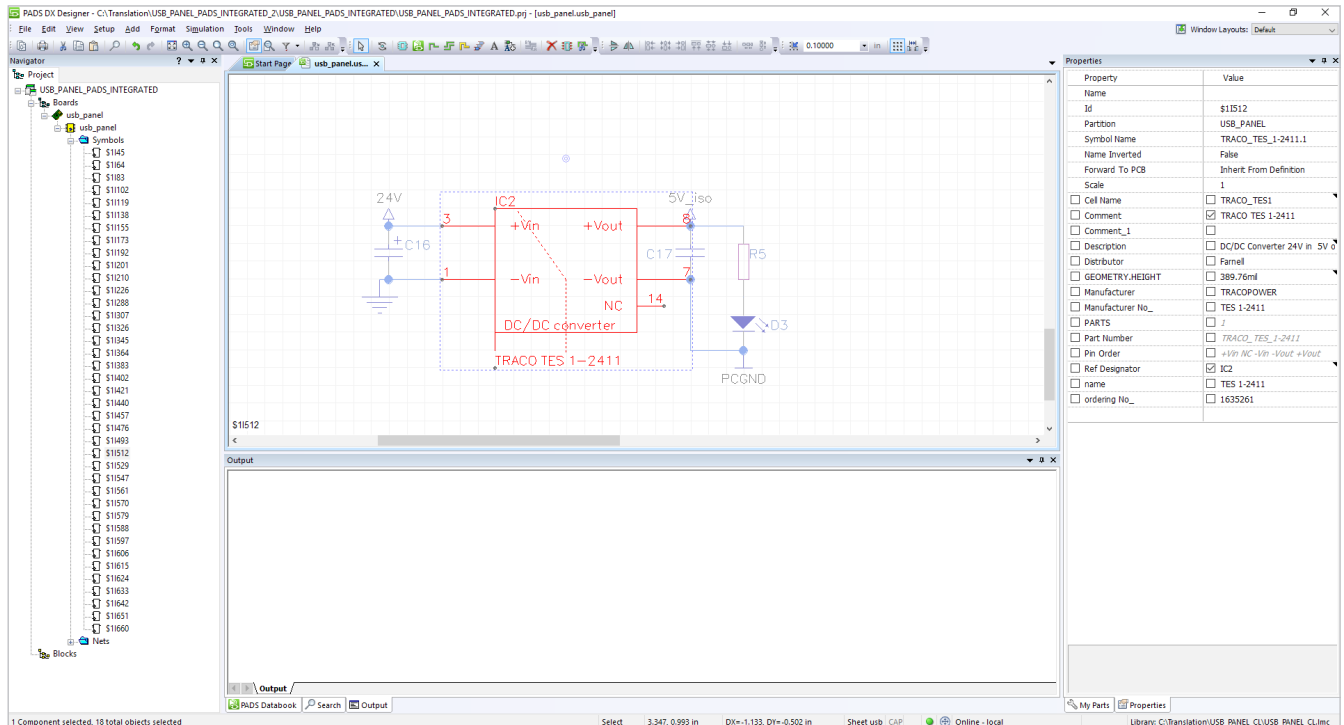 PADS DX Designer - C:\Translation\USB_PANEL_PADS_INTEGRATED_2\USB_PANEL_PADS_INTEGRATED\USB_PANEL_PADS_INTEGRATED.prj - [usb_panel.usb_panel]
File Edit View Setup Add Format Simulation Tools Window Help
Window Layouts: Default
0.10000 in
Navigator
Project
USB_PANEL_PADS_INTEGRATED
Boards
usb_panel
usb_panel
Symbols
$1I45
$1I64
$1I83
$1I102
$1I119
$1I138
$1I155
$1I173
$1I192
$1I201
$1I210
$1I226
$1I288
$1I307
$1I326
$1I345
$1I364
$1I383
$1I402
$1I421
$1I440
$1I457
$1I476
$1I493
$1I512
$1I529
$1I547
$1I561
$1I570
$1I579
$1I588
$1I597
$1I606
$1I615
$1I624
$1I633
$1I642
$1I651
$1I660
Nets
Blocks
Start Page usb_panel.us... X
24V
IC2
5V_iso
3 +Vin +Vout 8
+ C16 C17 R5
1 -Vin -Vout 7
NC 14
DC/DC converter D3
TRACO TES 1-2411
PCGND
$1I512
Output
Output
PADS Databook Search Output
Properties
Property Value
Name
Id $1I512
Partition USB_PANEL
Symbol Name TRACO_TES_1-2411.1
Name Inverted False
Forward To PCB Inherit From Definition
Scale 1
Cell Name TRACO_TES1
Comment TRACO TES 1-2411
Comment_1
Description DC/DC Converter 24V in 5V o
Distributor Farnell
GEOMETRY.HEIGHT 389.76mil
Manufacturer TRACOPOWER
Manufacturer No_ TES 1-2411
PARTS 1
Part Number TRACO_TES_1-2411
Pin Order +Vin NC -Vin -Vout +Vout
Ref Designator IC2
name TES 1-2411
ordering No_ 1635261
My Parts Properties
1 Component selected, 18 total objects selected Select 3.347, 0.993 in DX=-1.133, DY=-0.502 in Sheet usb CAP Online - local Library: C:\Translation\USB_PANEL_CL\USB_PANEL_CL.lmc